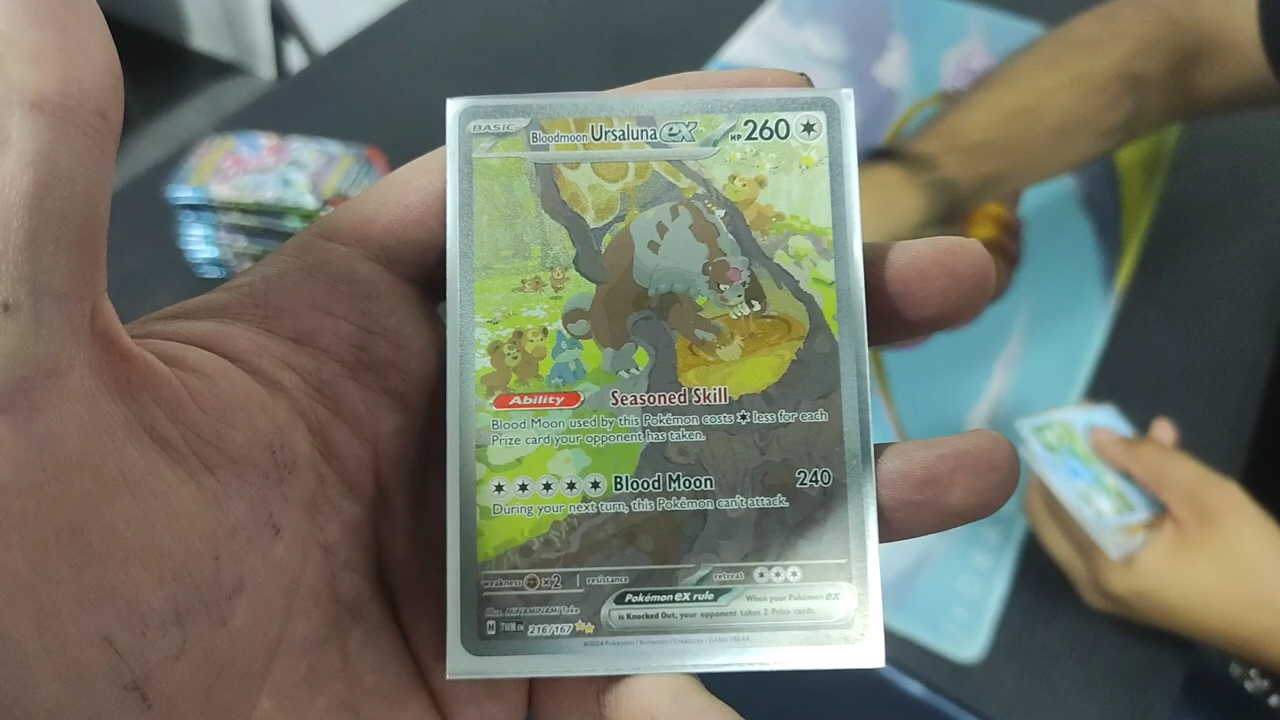 BASIC Bloodmoon Ursaluna ex HP 260
Ability Seasoned Skill
Blood Moon used by this Pokémon costs less for each
Prize card your opponent has taken.
Blood Moon 240
During your next turn, this Pokémon can't attack.
weakness ×2 resistance retreat
Pokémon ex rule When your Pokémon ex
is Knocked Out, your opponent takes 2 Prize cards.
Illus. MINAMINAMI Take
H TWM EN 216/167
©2024 Pokémon / Nintendo / Creatures / GAME FREAK